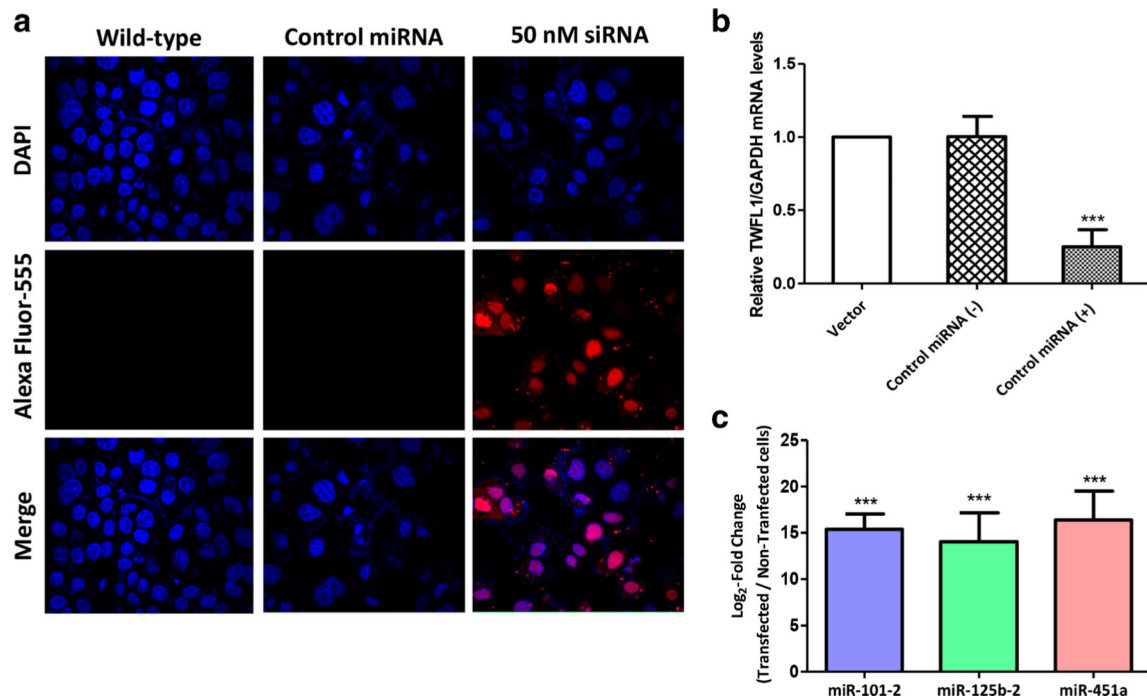 a
Wild-type Control miRNA 50 nM siRNA
DAPI
Alexa Fluor-555
Merge
b
Relative TWFL1/GAPDH mRNA levels
1.5
1.0
0.5
0.0
***
Vector
Control miRNA (-)
Control miRNA (+)
c
Log2-Fold Change
(Transfected / Non-Tranfected cells)
25
20
15
10
5
0
*** *** ***
miR-101-2 miR-125b-2 miR-451a